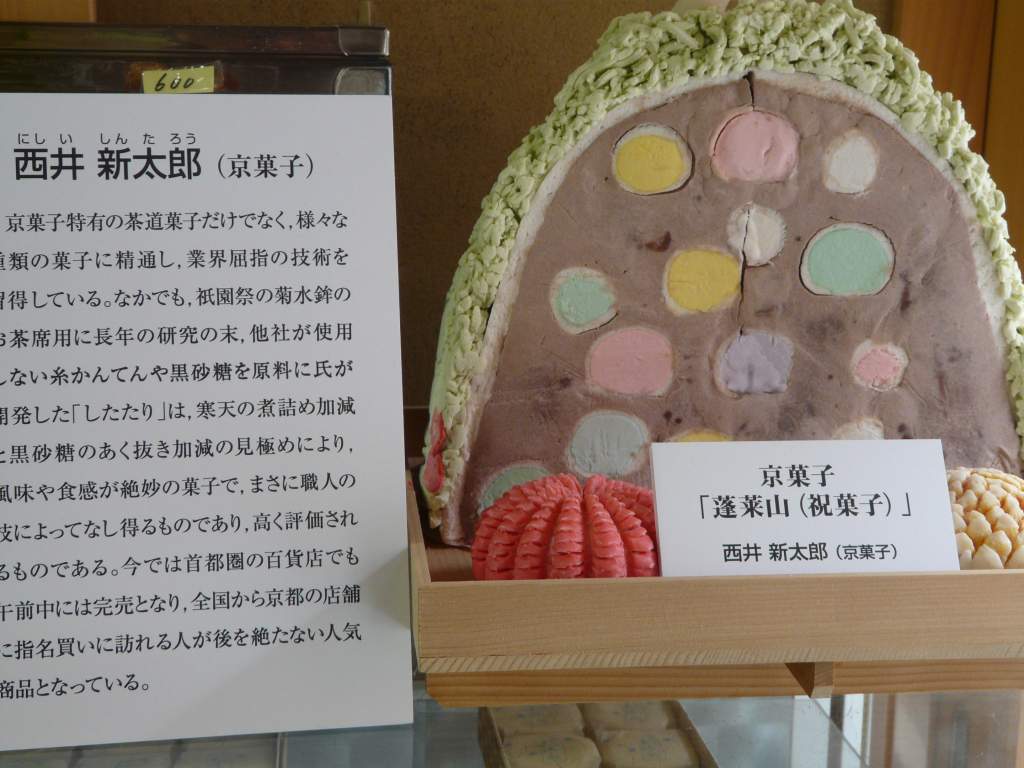 600
にしい しんたろう
西井 新太郎（京菓子）
京菓子特有の茶道菓子だけでなく，様々な
種類の菓子に精通し，業界屈指の技術を
習得している。なかでも，祇園祭の菊水鉾の
お茶席用に長年の研究の末，他社が使用
しない糸かんてんや黒砂糖を原料に氏が
開発した「したたり」は，寒天の煮詰め加減
と黒砂糖のあく抜き加減の見極めにより，
風味や食感が絶妙の菓子で，まさに職人の
技によってなし得るものであり，高く評価され
るものである。今では首都圏の百貨店でも
午前中には完売となり，全国から京都の店舗
に指名買いに訪れる人が後を絶たない人気
商品となっている。
京菓子
「蓬莱山（祝菓子）」
西井 新太郎（京菓子）